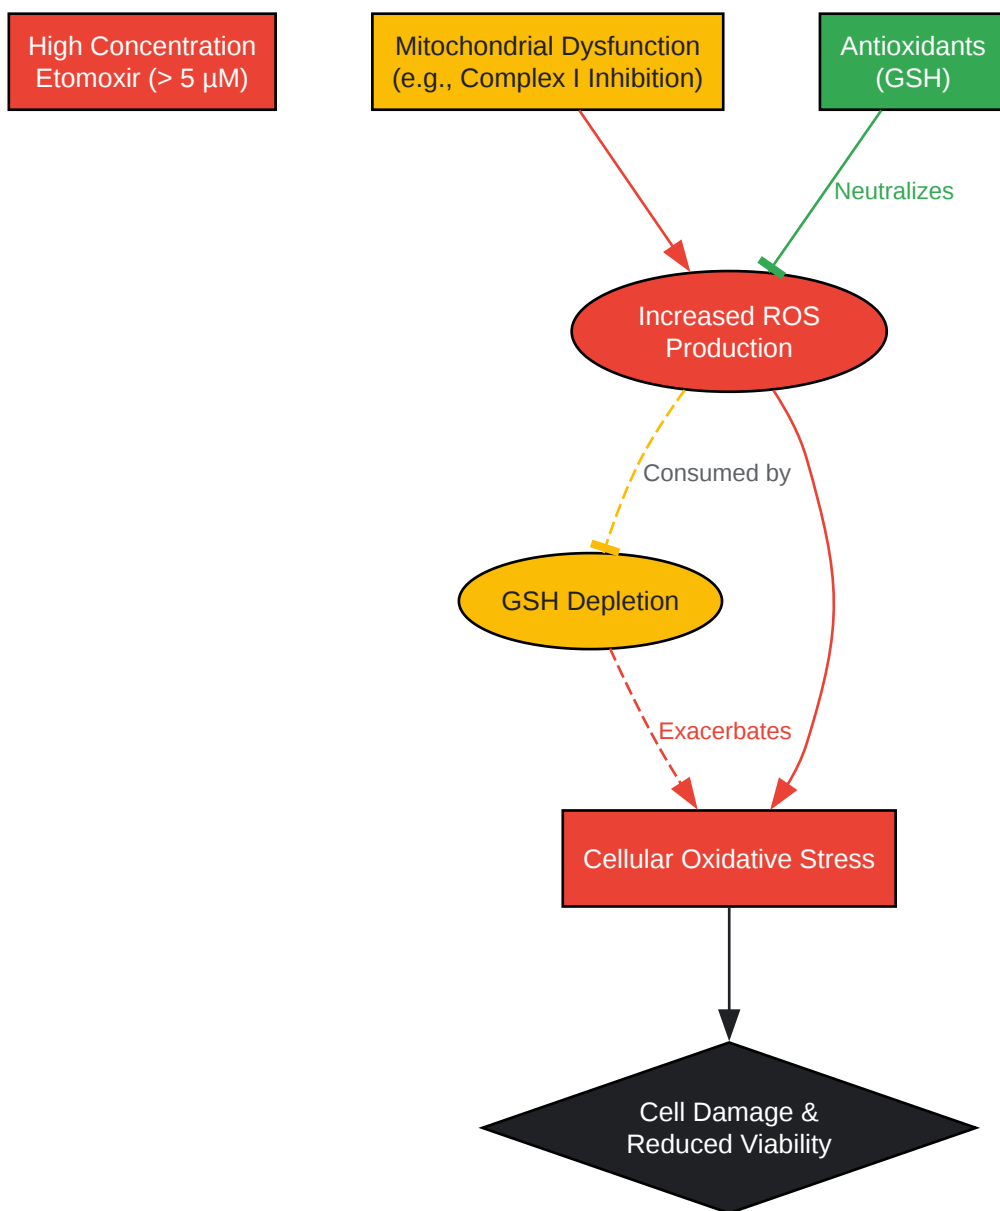 High Concentration
Etomoxir (> 5 µM)
Mitochondrial Dysfunction
(e.g., Complex I Inhibition)
Antioxidants
(GSH)
Neutralizes
Increased ROS
Production
Consumed by
GSH Depletion
Exacerbates
Cellular Oxidative Stress
Cell Damage &
Reduced Viability